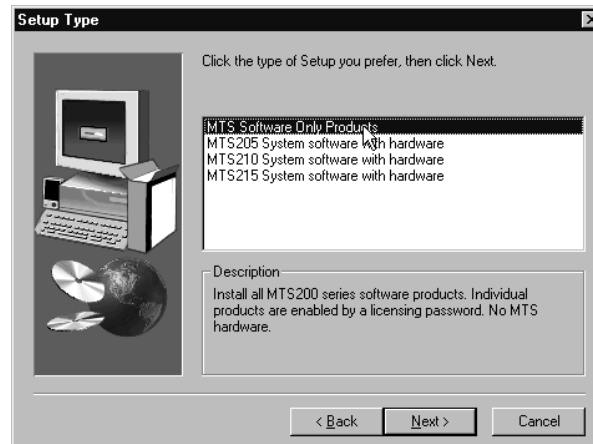 Setup Type
Click the type of Setup you prefer, then click Next.
MTS Software Only Products
MTS205 System software with hardware
MTS210 System software with hardware
MTS215 System software with hardware
Description
Install all MTS200 series software products. Individual
products are enabled by a licensing password. No MTS
hardware.
< Back
Next >
Cancel